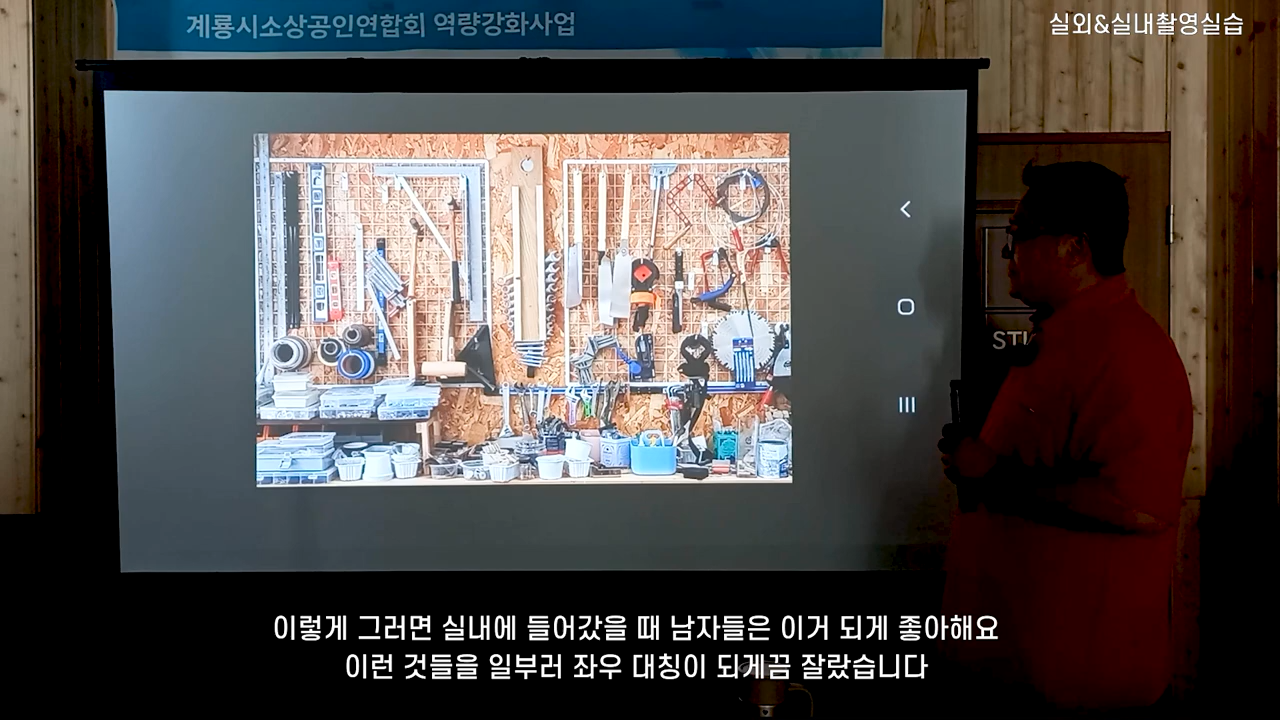 계룡시소상공인연합회 역량강화사업
실외&실내촬영실습
이렇게 그러면 실내에 들어갔을 때 남자들은 이거 되게 좋아해요
이런 것들을 일부러 좌우 대칭이 되게끔 잘랐습니다